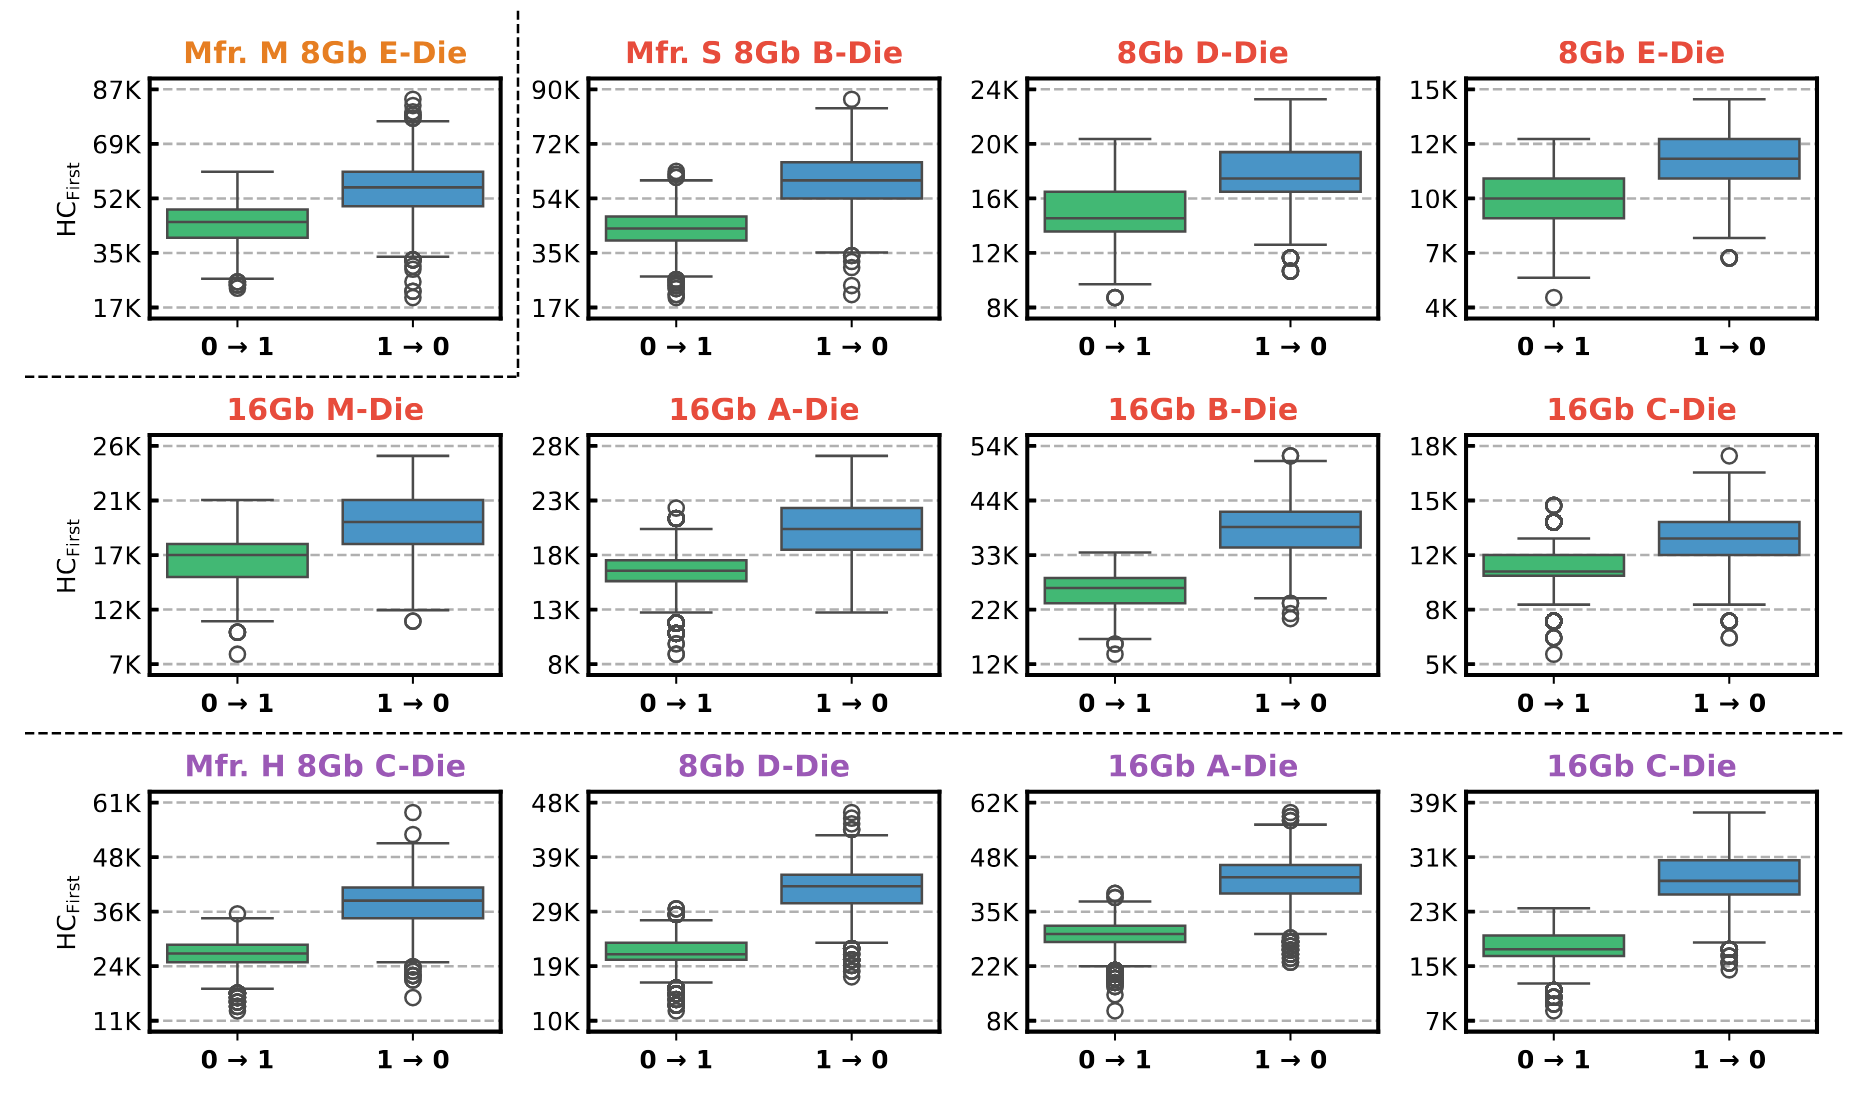 Mfr. M 8Gb E-Die
87K
69K
52K
35K
17K
HC_First
0 → 1
1 → 0
Mfr. S 8Gb B-Die
90K
72K
54K
35K
17K
0 → 1
1 → 0
8Gb D-Die
24K
20K
16K
12K
8K
0 → 1
1 → 0
8Gb E-Die
15K
12K
10K
7K
4K
0 → 1
1 → 0
16Gb M-Die
26K
21K
17K
12K
7K
HC_First
0 → 1
1 → 0
16Gb A-Die
28K
23K
18K
13K
8K
0 → 1
1 → 0
16Gb B-Die
54K
44K
33K
22K
12K
0 → 1
1 → 0
16Gb C-Die
18K
15K
12K
8K
5K
0 → 1
1 → 0
Mfr. H 8Gb C-Die
61K
48K
36K
24K
11K
HC_First
0 → 1
1 → 0
8Gb D-Die
48K
39K
29K
19K
10K
0 → 1
1 → 0
16Gb A-Die
62K
48K
35K
22K
8K
0 → 1
1 → 0
16Gb C-Die
39K
31K
23K
15K
7K
0 → 1
1 → 0